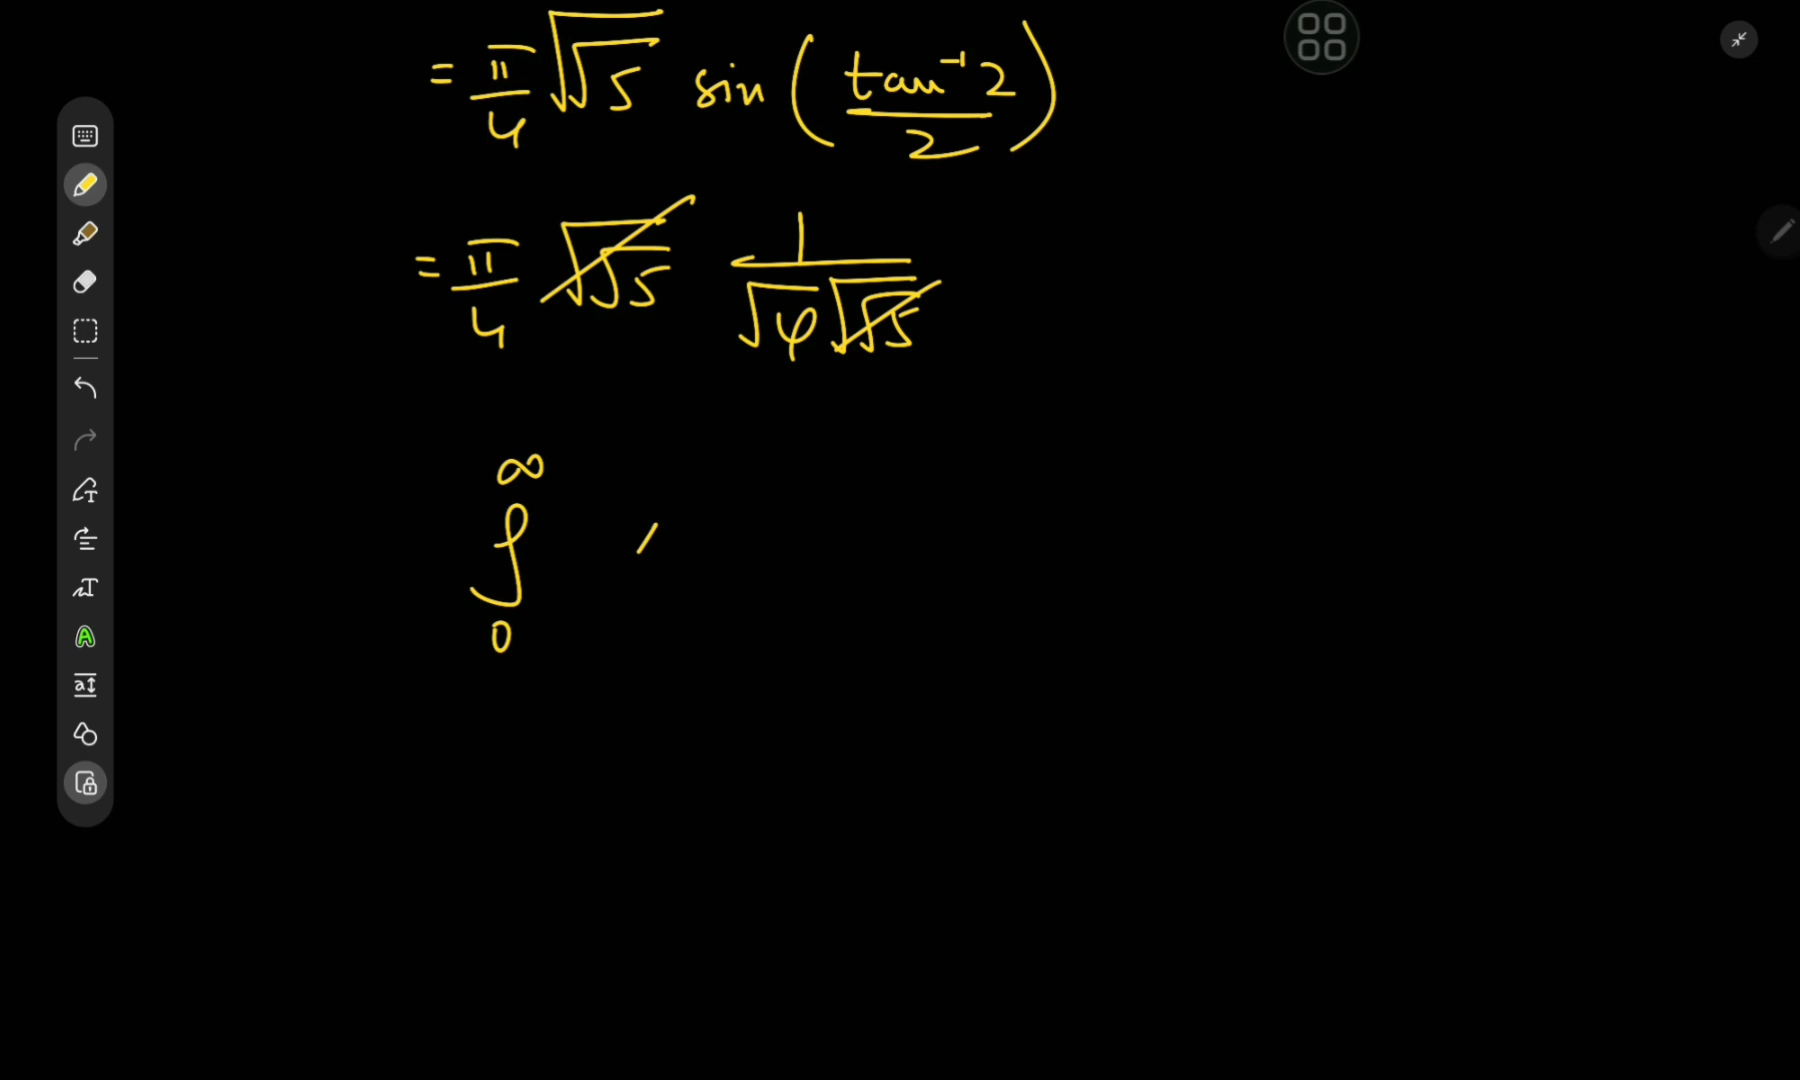 = π/4 √√5 sin( tan⁻¹2 / 2 )
= π/4 √√5 1/(√φ √√5)
∫₀^∞